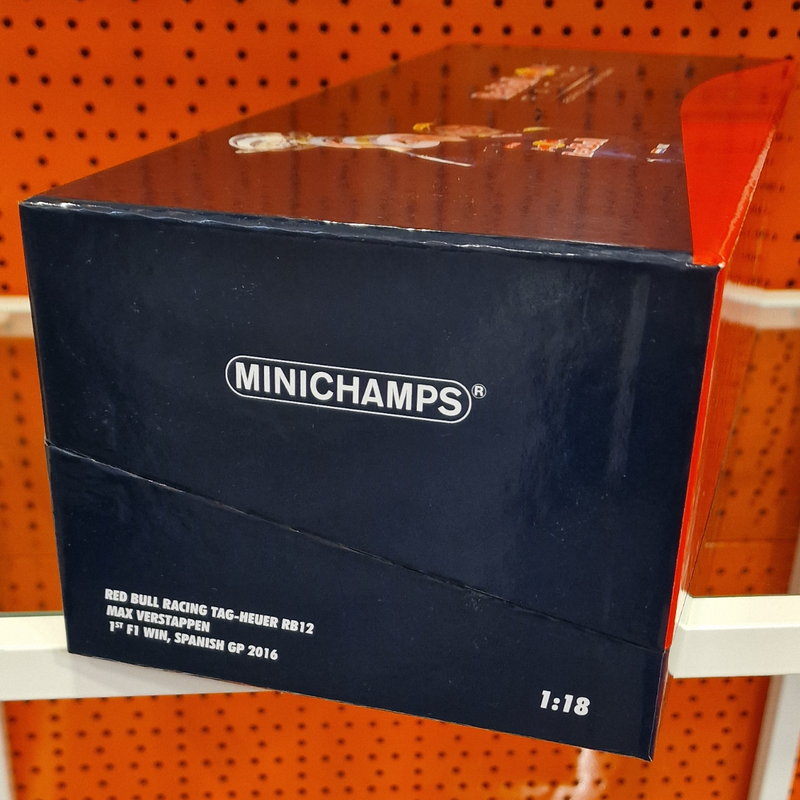 MINICHAMPS®
RED BULL RACING TAG-HEUER RB12
MAX VERSTAPPEN
1ST F1 WIN, SPANISH GP 2016
1:18